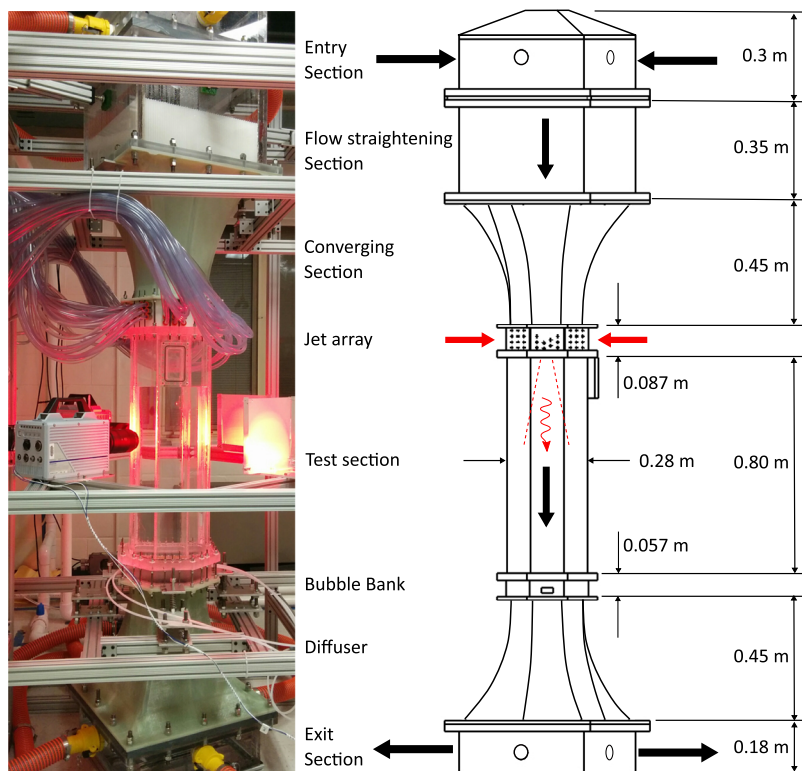 Entry
Section
0.3 m
Flow straightening
Section
0.35 m
Converging
Section
0.45 m
Jet array
0.087 m
Test section
0.28 m
0.80 m
0.057 m
Bubble Bank
Diffuser
0.45 m
Exit
Section
0.18 m